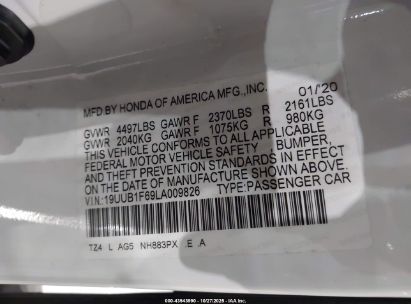 MFD BY HONDA OF AMERICA MFG.,INC. 01/'20
GVWR 4497LBS GAWR F 2370LBS R 2161LBS
GVWR 2040KG GAWR F 1075KG R 980KG
THIS VEHICLE CONFORMS TO ALL APPLICABLE
FEDERAL MOTOR VEHICLE SAFETY, BUMPER,
AND THEFT PREVENTION STANDARDS IN EFFECT
ON THE DATE OF MANUFACTURE SHOWN ABOVE.
V.I.N:19UUB1F69LA009826 TYPE:PASSENGER CAR
TZ4 L AG5 NH883PX .E .A